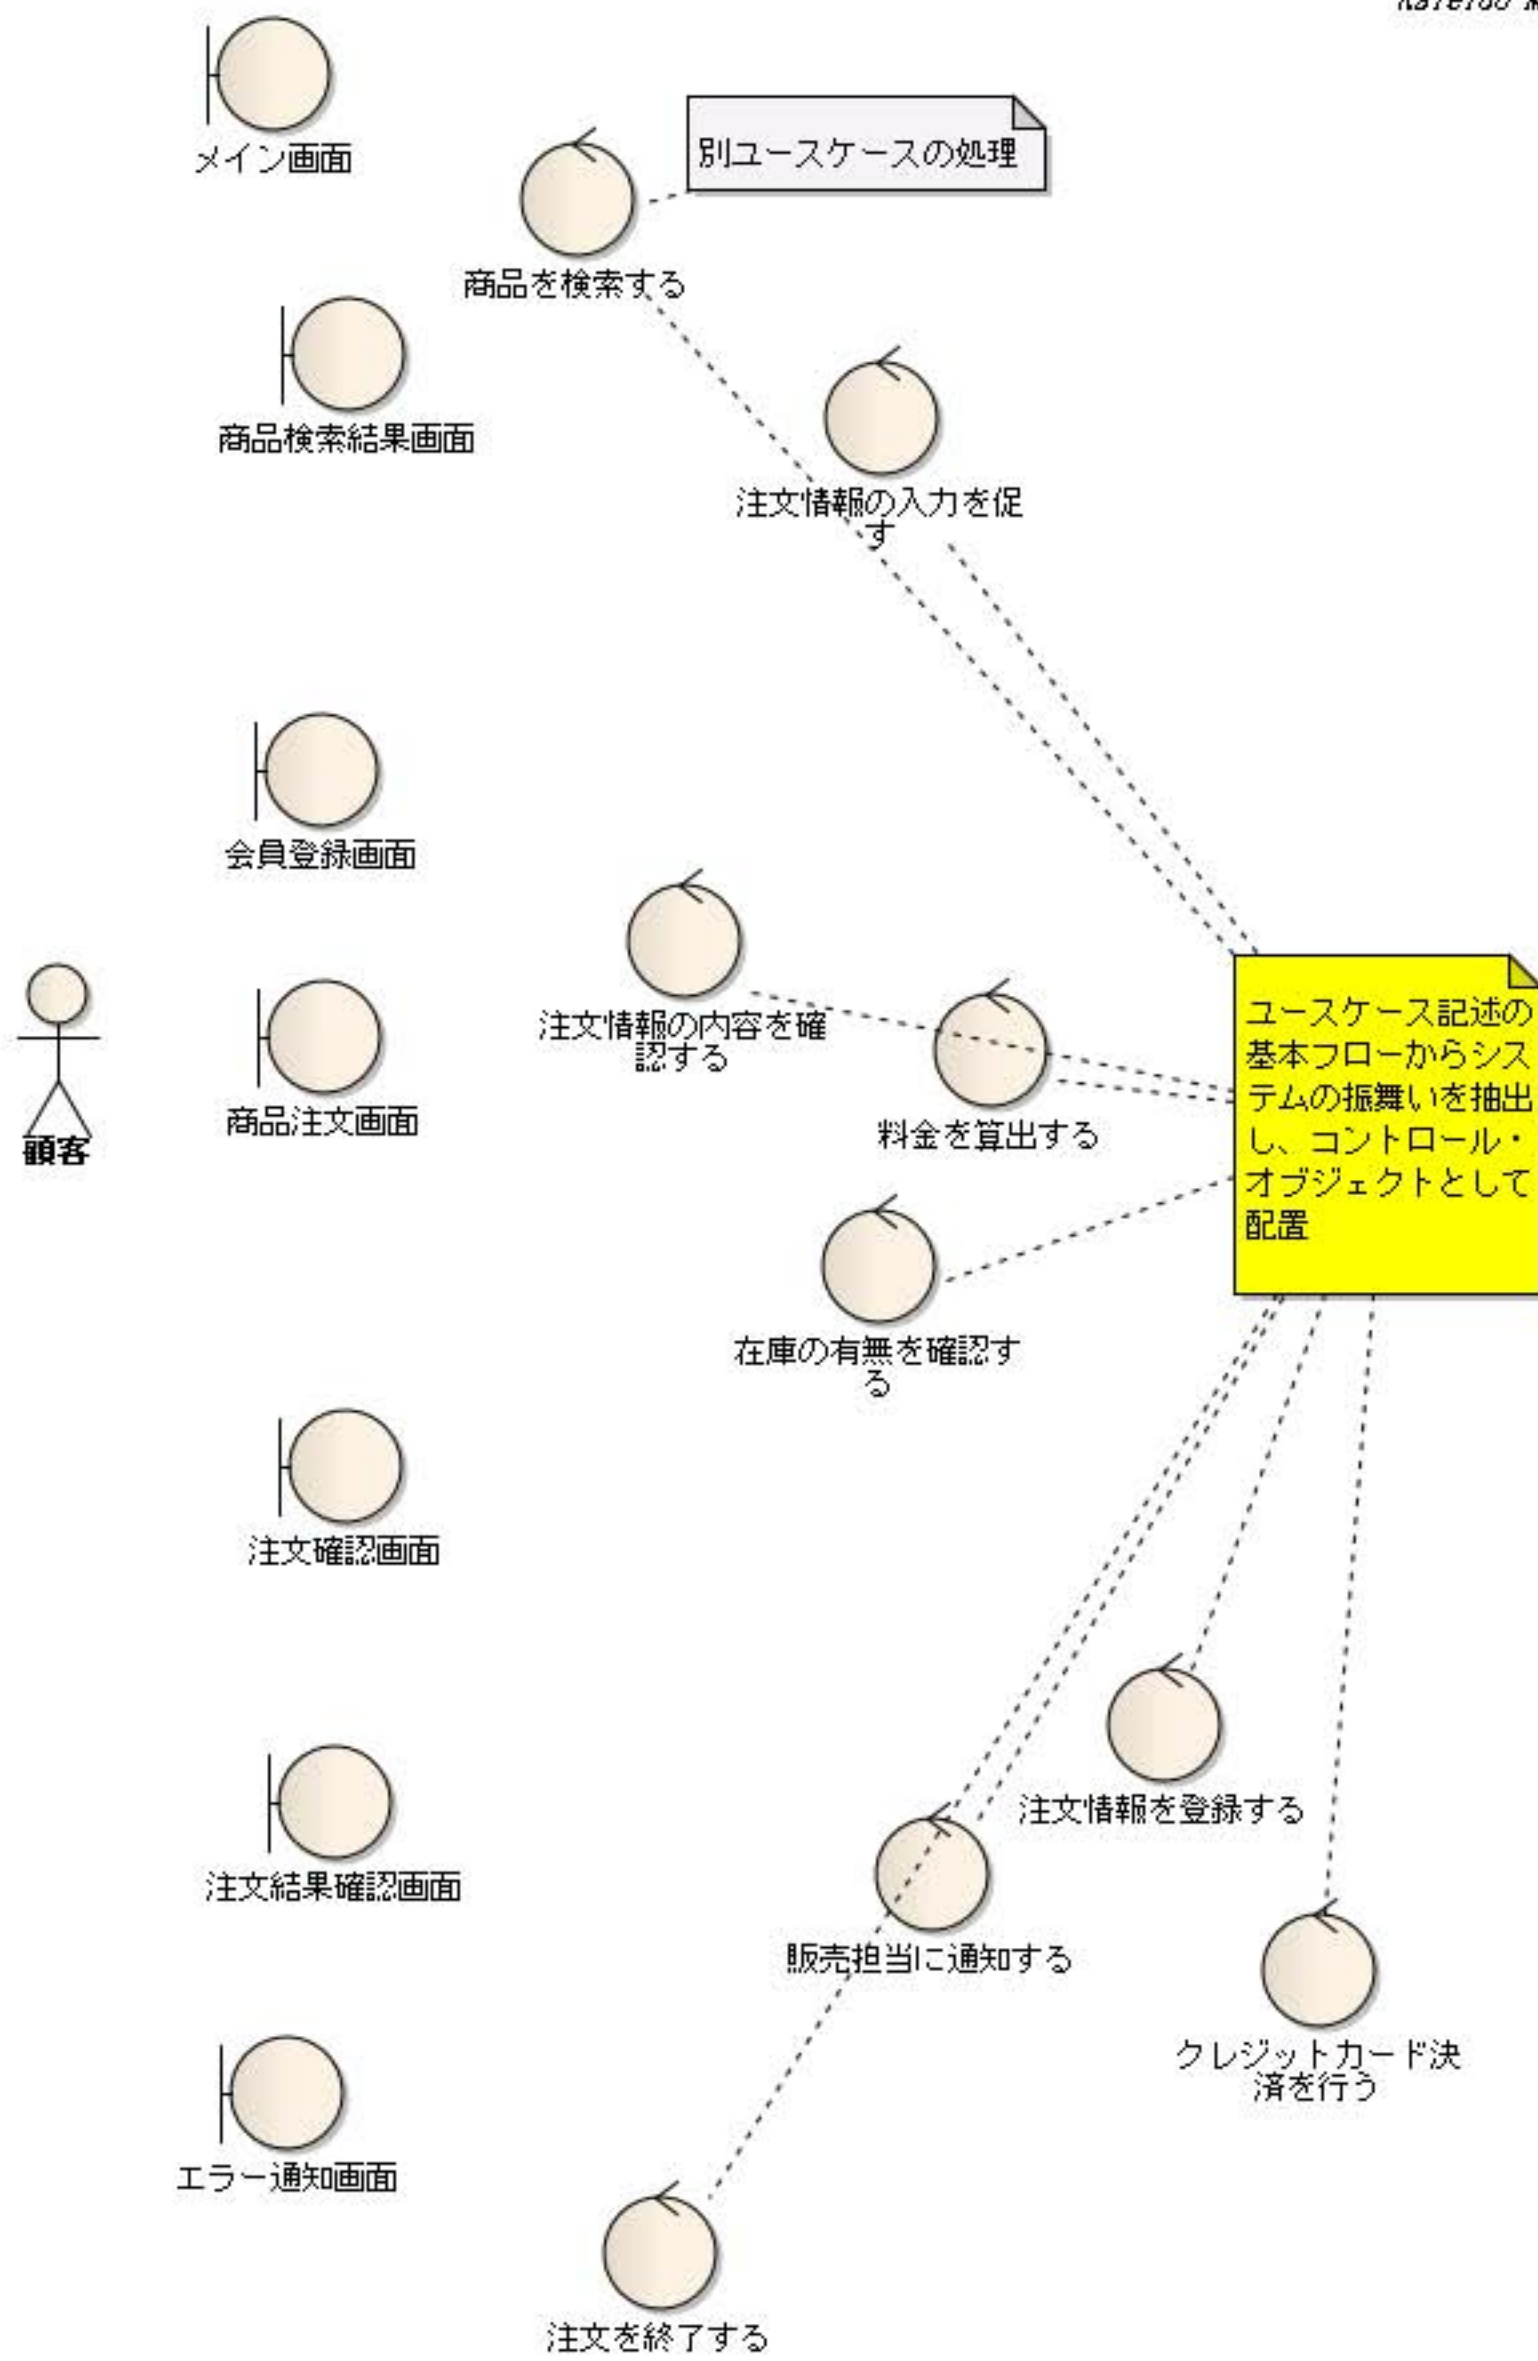 メイン画面
別ユースケースの処理
商品を検索する
商品検索結果画面
注文情報の入力を促
す
会員登録画面
注文情報の内容を確
認する
顧客
商品注文画面
料金を算出する
ユースケース記述の
基本フローからシス
テムの振舞いを抽出
し、コントロール・
オブジェクトとして
配置
在庫の有無を確認す
る
注文確認画面
注文情報を登録する
注文結果確認画面
販売担当に通知する
クレジットカード決
済を行う
エラー通知画面
注文を終了する